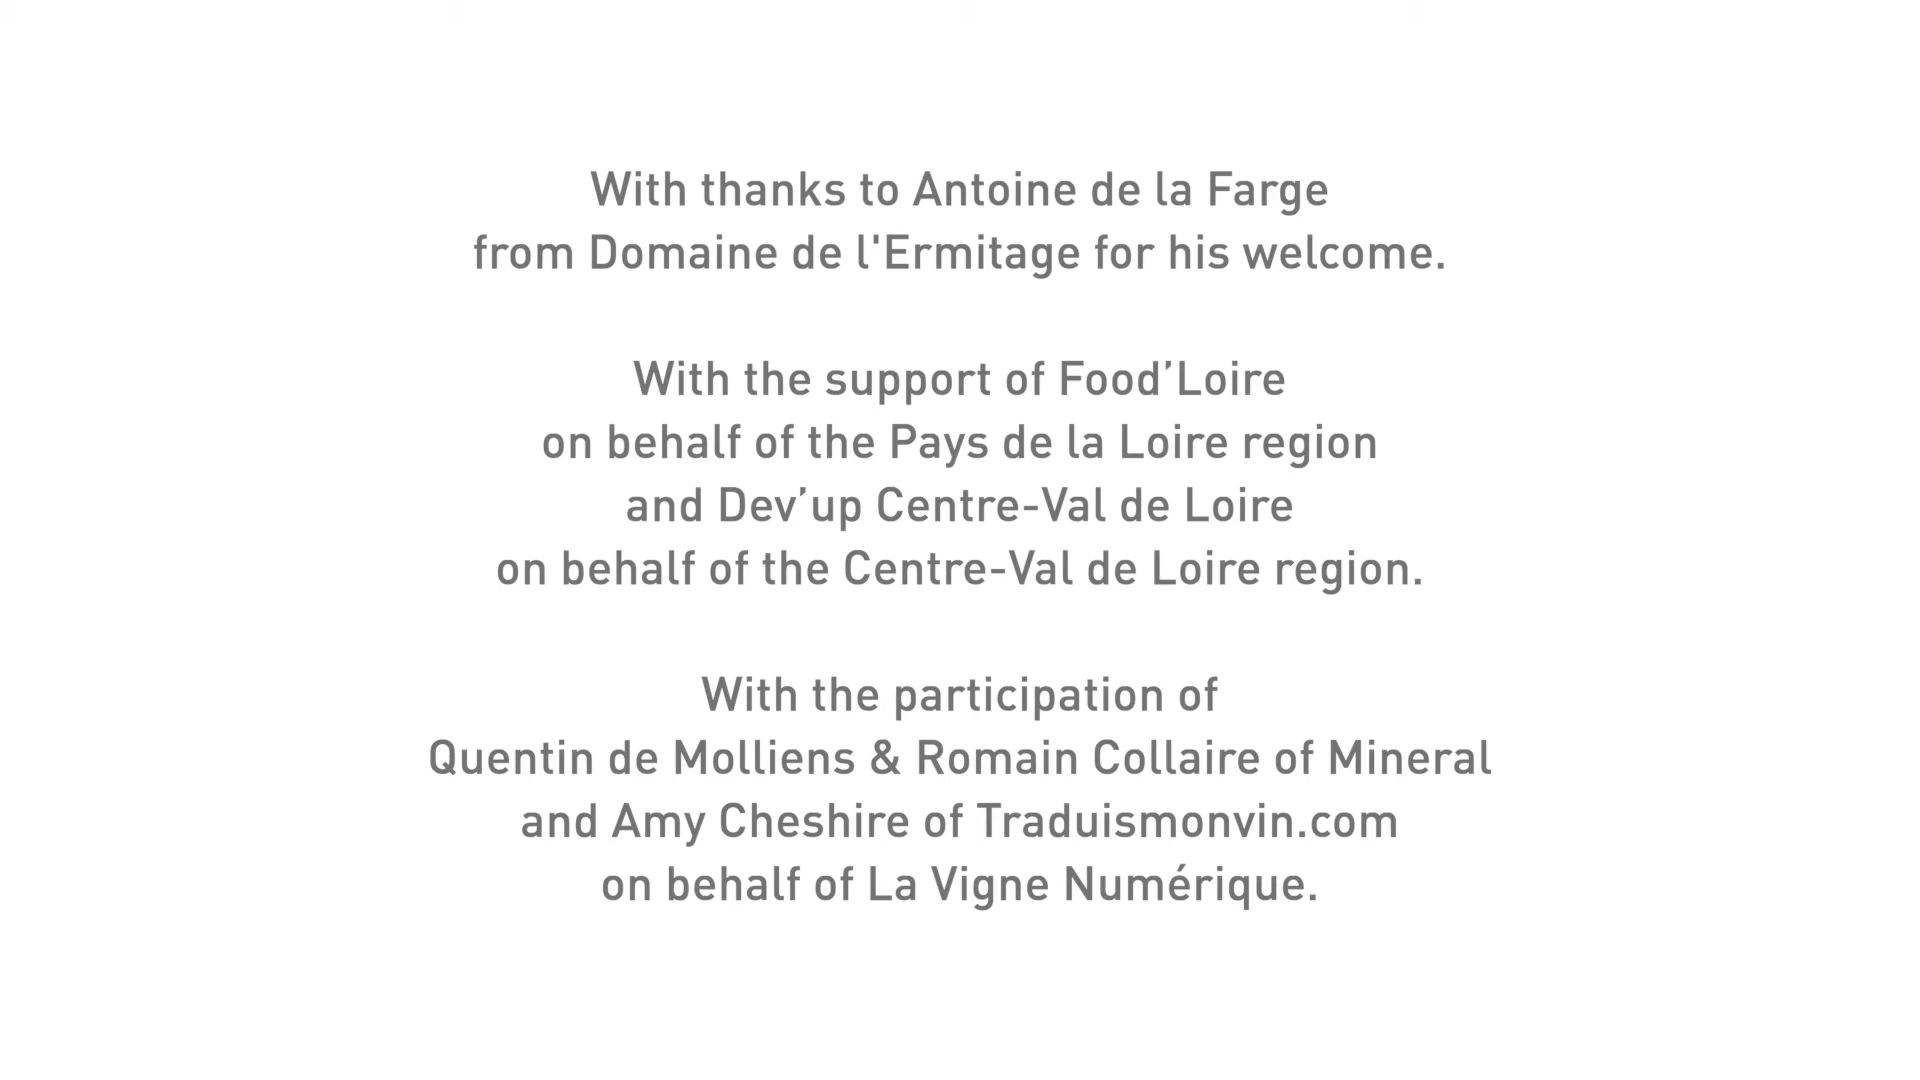 With thanks to Antoine de la Farge
from Domaine de l'Ermitage for his welcome.
With the support of Food’Loire
on behalf of the Pays de la Loire region
and Dev’up Centre-Val de Loire
on behalf of the Centre-Val de Loire region.
With the participation of
Quentin de Molliens & Romain Collaire of Mineral
and Amy Cheshire of Traduismonvin.com
on behalf of La Vigne Numérique.